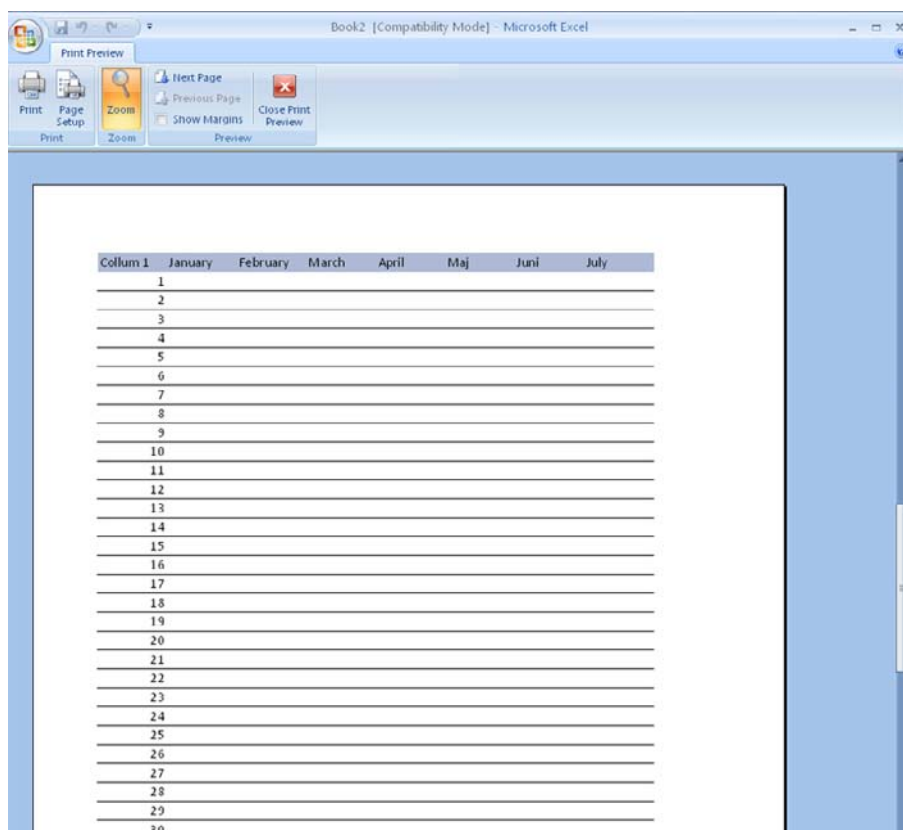 Book2 [Compatibility Mode] - Microsoft Excel
Print Preview
Print
Page Setup
Zoom
Next Page
Previous Page
Show Margins
Close Print Preview
Print
Zoom
Preview
Collum 1 January February March April Maj Juni July
1
2
3
4
5
6
7
8
9
10
11
12
13
14
15
16
17
18
19
20
21
22
23
24
25
26
27
28
29
30